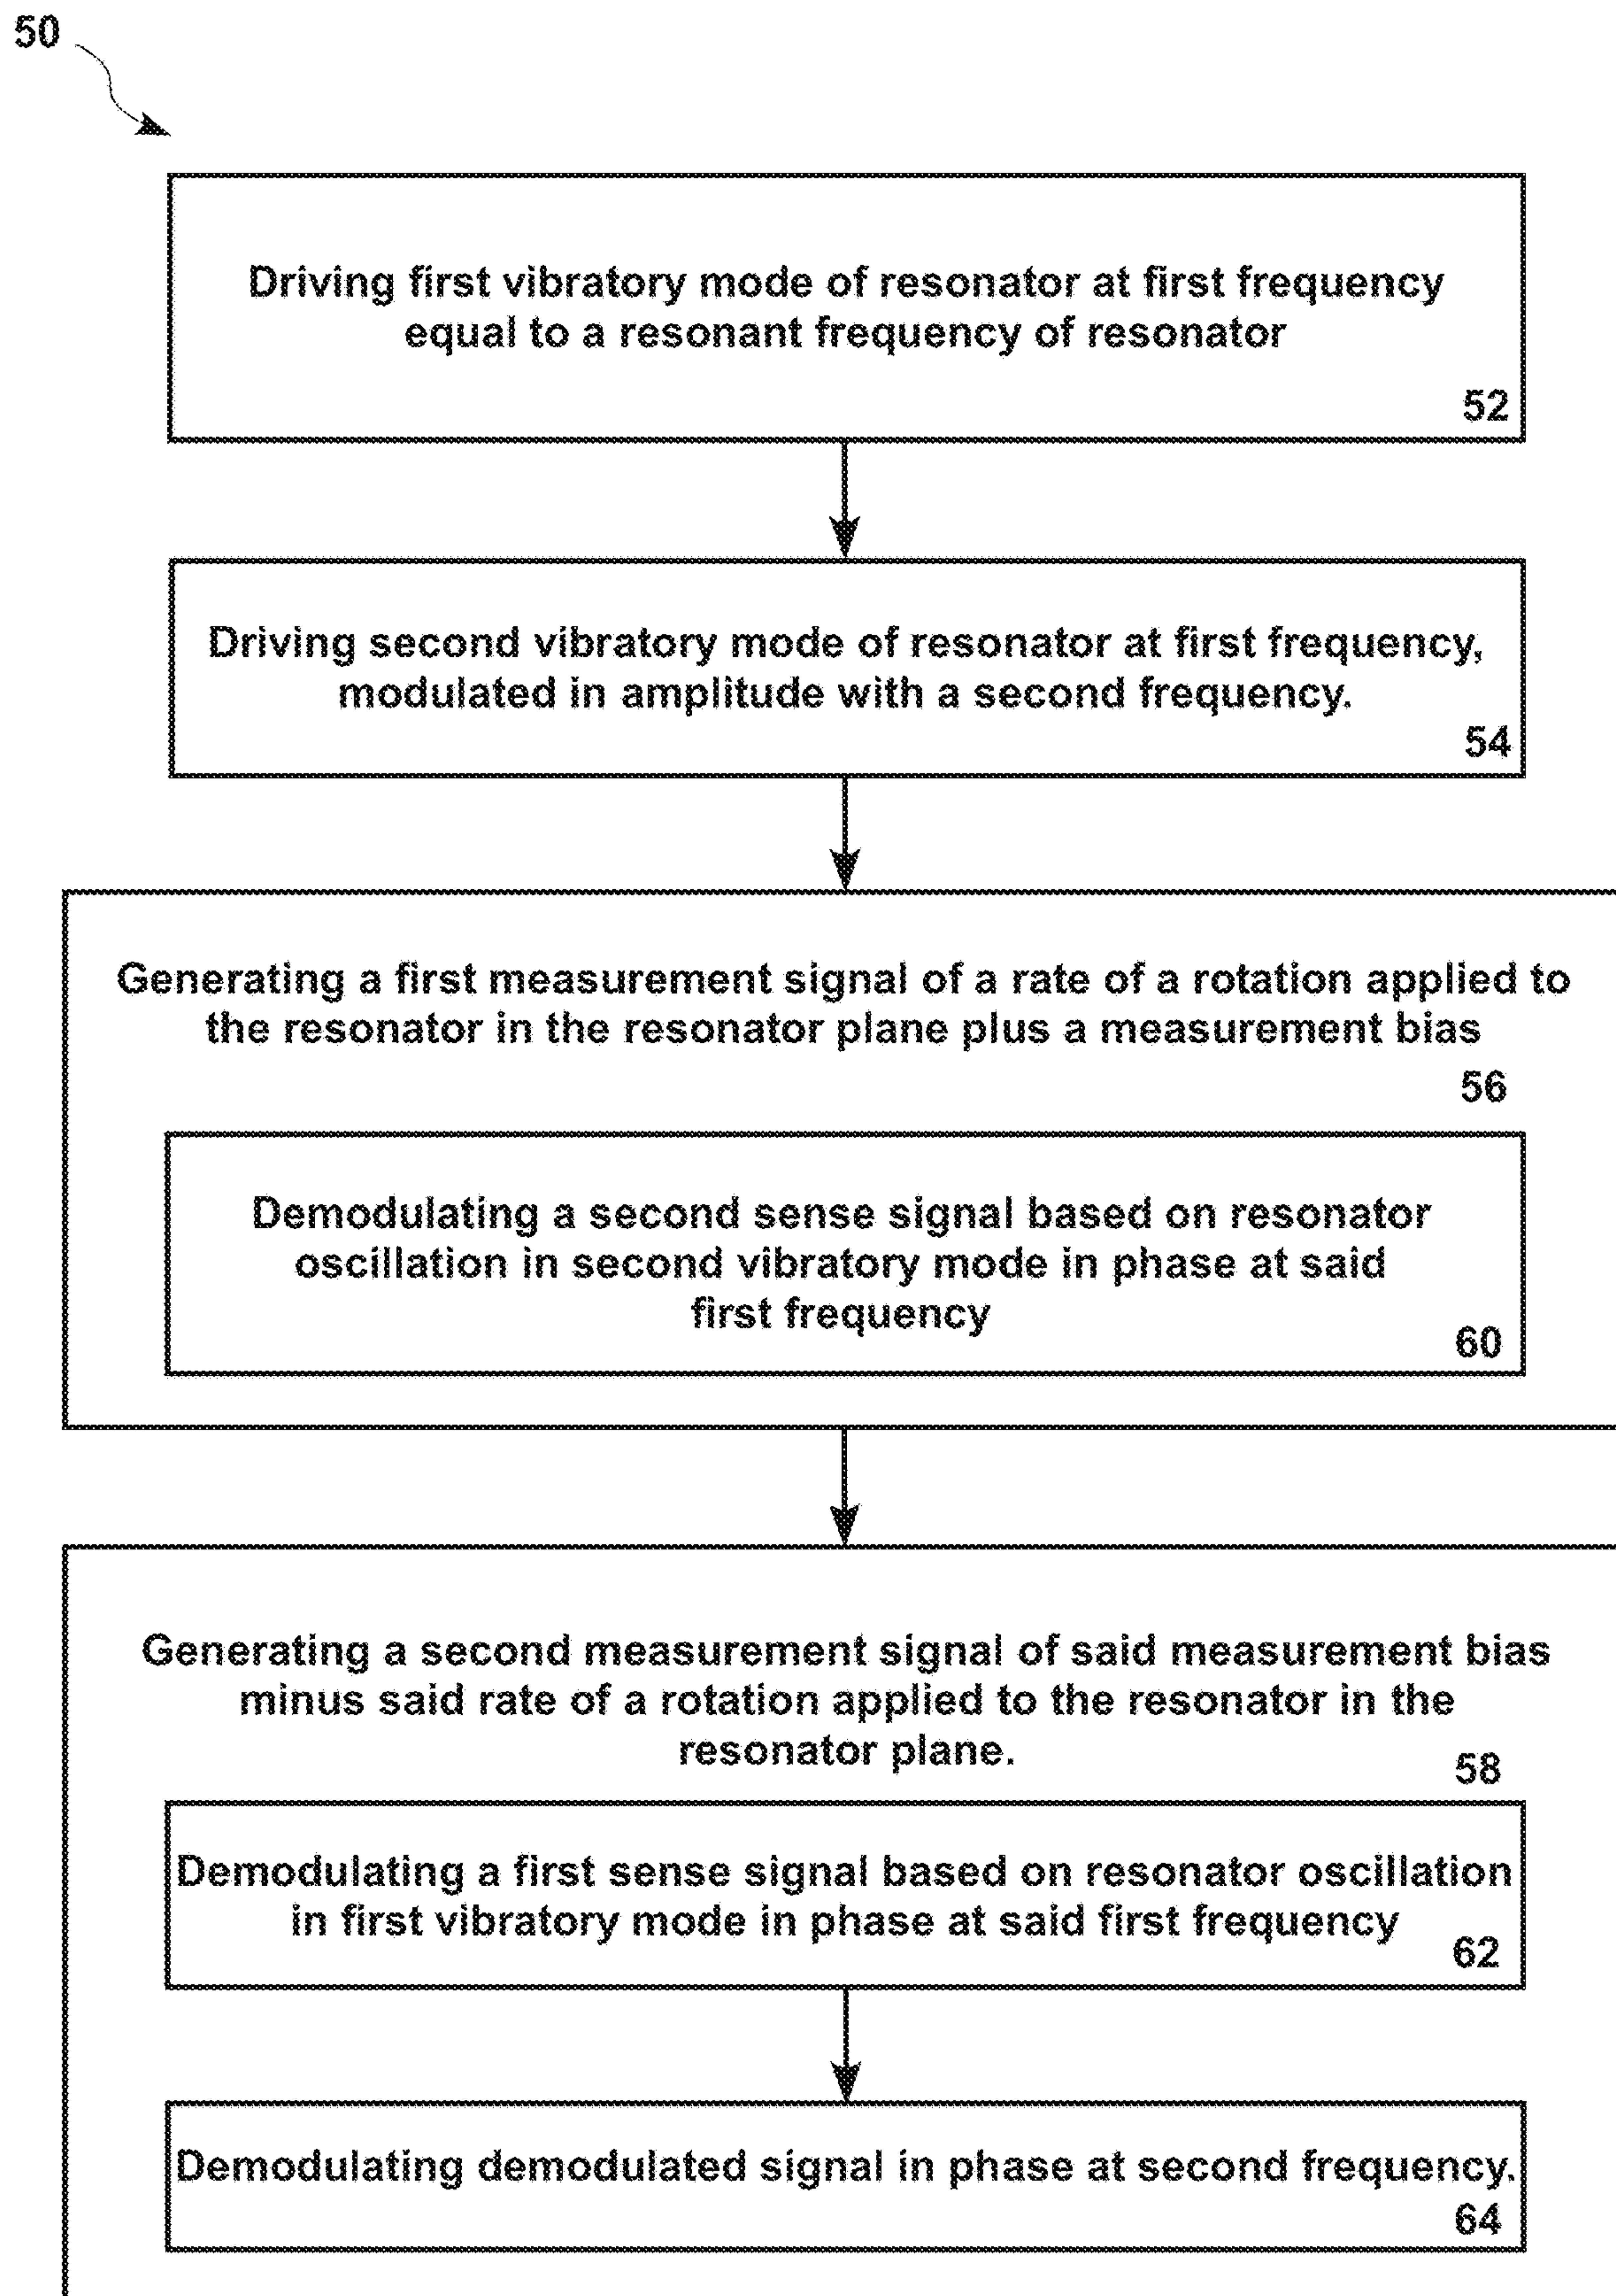 50
Driving first vibratory mode of resonator at first frequency
equal to a resonant frequency of resonator
52
Driving second vibratory mode of resonator at first frequency,
modulated in amplitude with a second frequency.
54
Generating a first measurement signal of a rate of a rotation applied to
the resonator in the resonator plane plus a measurement bias
56
Demodulating a second sense signal based on resonator
oscillation in second vibratory mode in phase at said
first frequency
60
Generating a second measurement signal of said measurement bias
minus said rate of a rotation applied to the resonator in the
resonator plane.
58
Demodulating a first sense signal based on resonator oscillation
in first vibratory mode in phase at said first frequency
62
Demodulating demodulated signal in phase at second frequency.
64